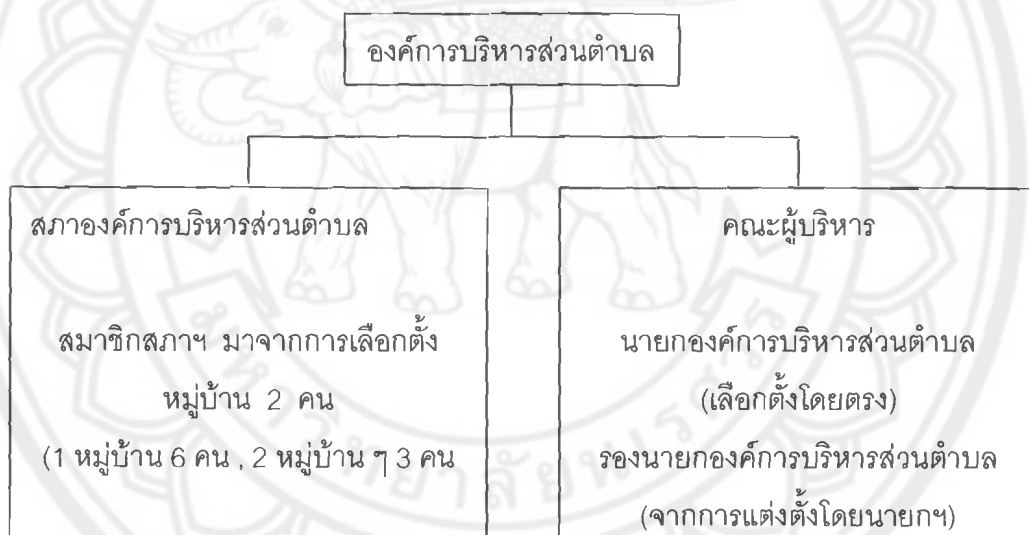 องค์การบริหารส่วนตำบล
สภาองค์การบริหารส่วนตำบล
สมาชิกสภาฯ มาจากการเลือกตั้ง
หมู่บ้าน 2 คน
(1 หมู่บ้าน 6 คน , 2 หมู่บ้าน ๆ 3 คน
คณะผู้บริหาร
นายกองค์การบริหารส่วนตำบล
(เลือกตั้งโดยตรง)
รองนายกองค์การบริหารส่วนตำบล
(จากการแต่งตั้งโดยนายกฯ)